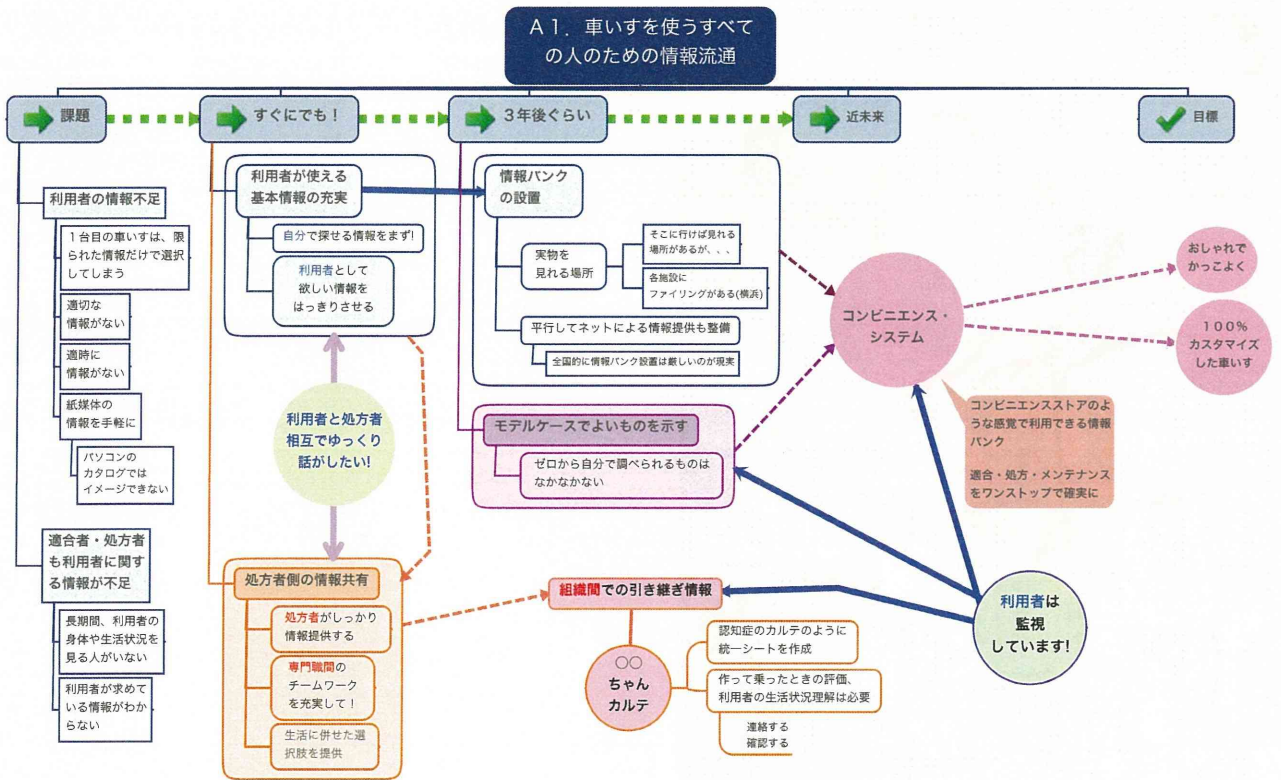 A1．車いすを使うすべて
の人のための情報流通
課題
すぐにでも！
３年後ぐらい
近未来
目標
利用者の情報不足
１台目の車いすは、限
られた情報だけで選択
してしまう
適切な
情報がない
適時に
情報がない
紙媒体の
情報を手軽に
パソコンの
カタログでは
イメージできない
適合者・処方者
も利用者に関す
る情報が不足
長期間、利用者の
身体や生活状況を
見る人がいない
利用者が求めて
いる情報がわか
らない
利用者が使える
基本情報の充実
自分で探せる情報をまず!
利用者として
欲しい情報を
はっきりさせる
利用者と処方者
相互でゆっくり
話がしたい!
処方者側の情報共有
処方者がしっかり
情報提供する
専門職間の
チームワーク
を充実して！
生活に併せた選
択肢を提供
情報バンク
の設置
実物を
見れる場所
そこに行けば見れる
場所があるが、、、
各施設に
ファイリングがある(横浜)
平行してネットによる情報提供も整備
全国的に情報バンク設置は厳しいのが現実
モデルケースでよいものを示す
ゼロから自分で調べられるものは
なかなかない
組織間での引き継ぎ情報
○○
ちゃん
カルテ
認知症のカルテのように
統一シートを作成
作って乗ったときの評価、
利用者の生活状況理解は必要
連絡する
確認する
コンビニエンス・
システム
コンビニエンスストアのよ
うな感覚で利用できる情報
バンク
適合・処方・メンテナンス
をワンストップで確実に
利用者は
監視
しています!
おしゃれで
かっこよく
１００％
カスタマイズ
した車いす